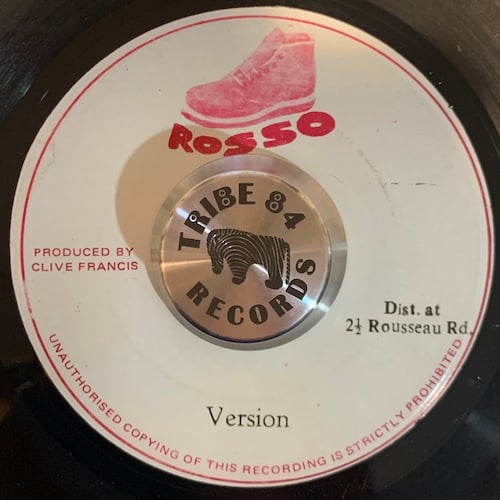 ROSSO
TRIBE 84
RECORDS
PRODUCED BY
CLIVE FRANCIS
Dist. at
2½ Rousseau Rd.
Version
UNAUTHORISED COPYING OF THIS RECORDING IS STRICTLY PROHIBITED